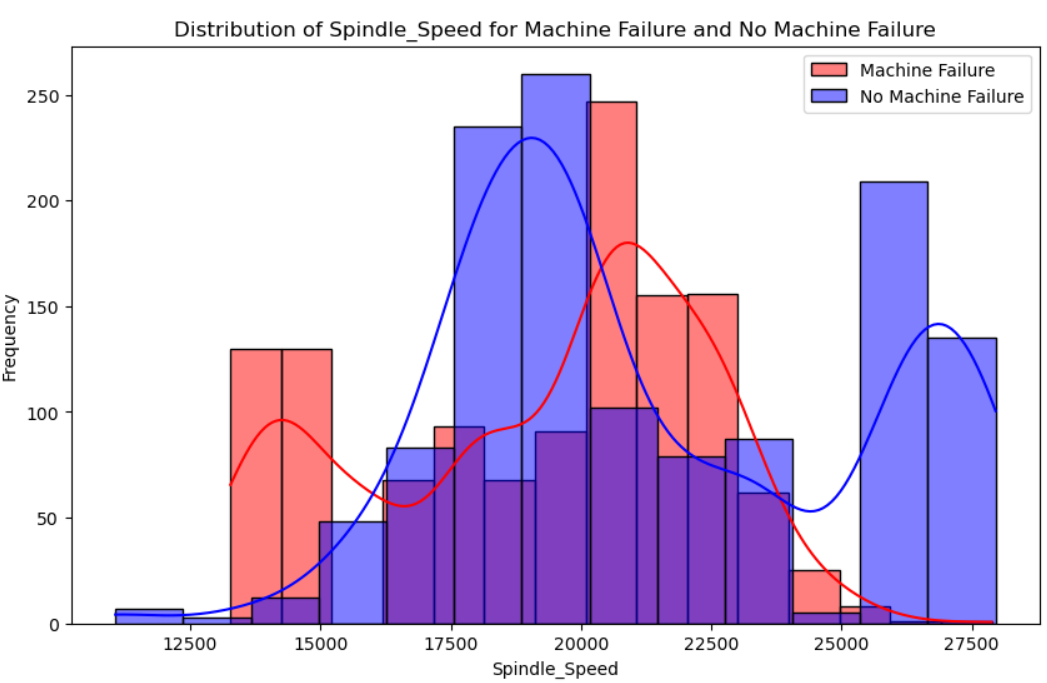 Distribution of Spindle_Speed for Machine Failure and No Machine Failure
Machine Failure
No Machine Failure
Frequency
250
200
150
100
50
0
12500 15000 17500 20000 22500 25000 27500
Spindle_Speed